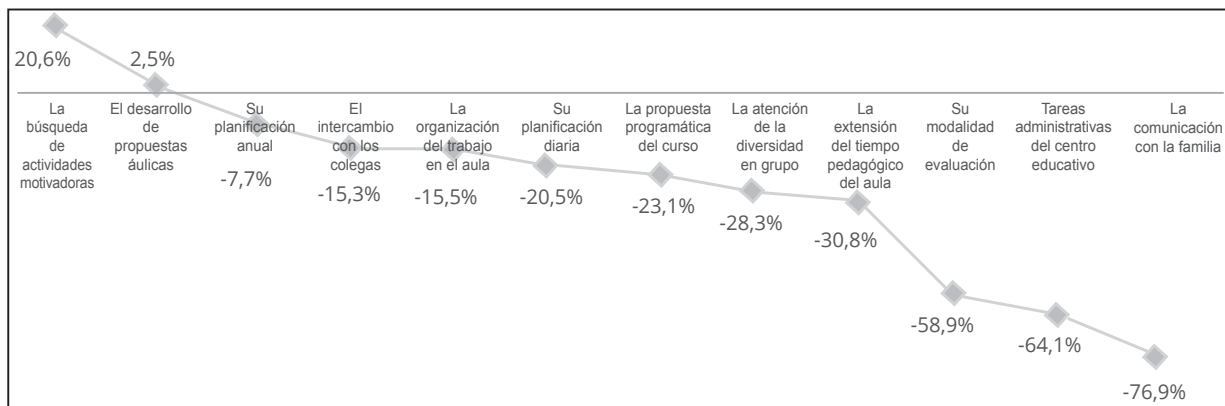 20,6%
2,5%
La
búsqueda
de
actividades
motivadoras
El desarrollo
de
propuestas
áulicas
Su
planificación
anual
-7,7%
El
intercambio
con los
colegas
-15,3%
La
organización
del trabajo
en el aula
-15,5%
Su
planificación
diaria
-20,5%
La propuesta
programática
del curso
-23,1%
La atención
de la
diversidad
en grupo
-28,3%
La
extensión
del tiempo
pedagógico
del aula
-30,8%
Su
modalidad
de
evaluación
-58,9%
Tareas
administrativas
del centro
educativo
-64,1%
La
comunicación
con la familia
-76,9%